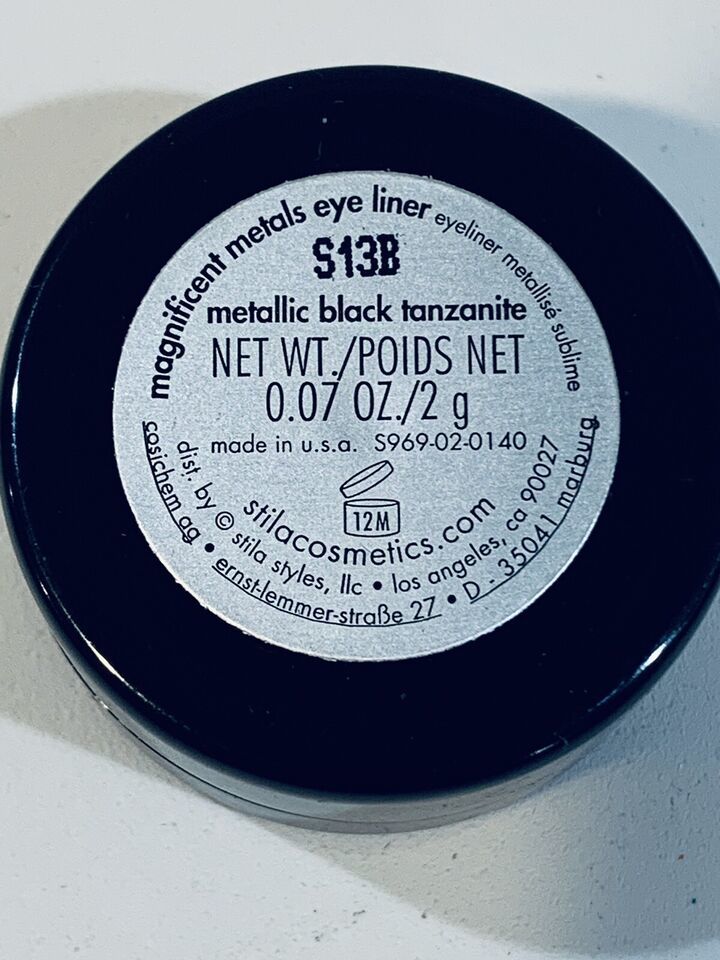 magnificent metals eye liner eyeliner metallisé sublime
S13B
metallic black tanzanite
NET WT./POIDS NET
0.07 OZ./2 g
made in u.s.a. S969-02-0140
12M
stilacosmetics.com
dist. by © stila styles, llc • los angeles, ca 90027
cosichem ag • ernst-lemmer-straße 27 • D - 35041 marburg